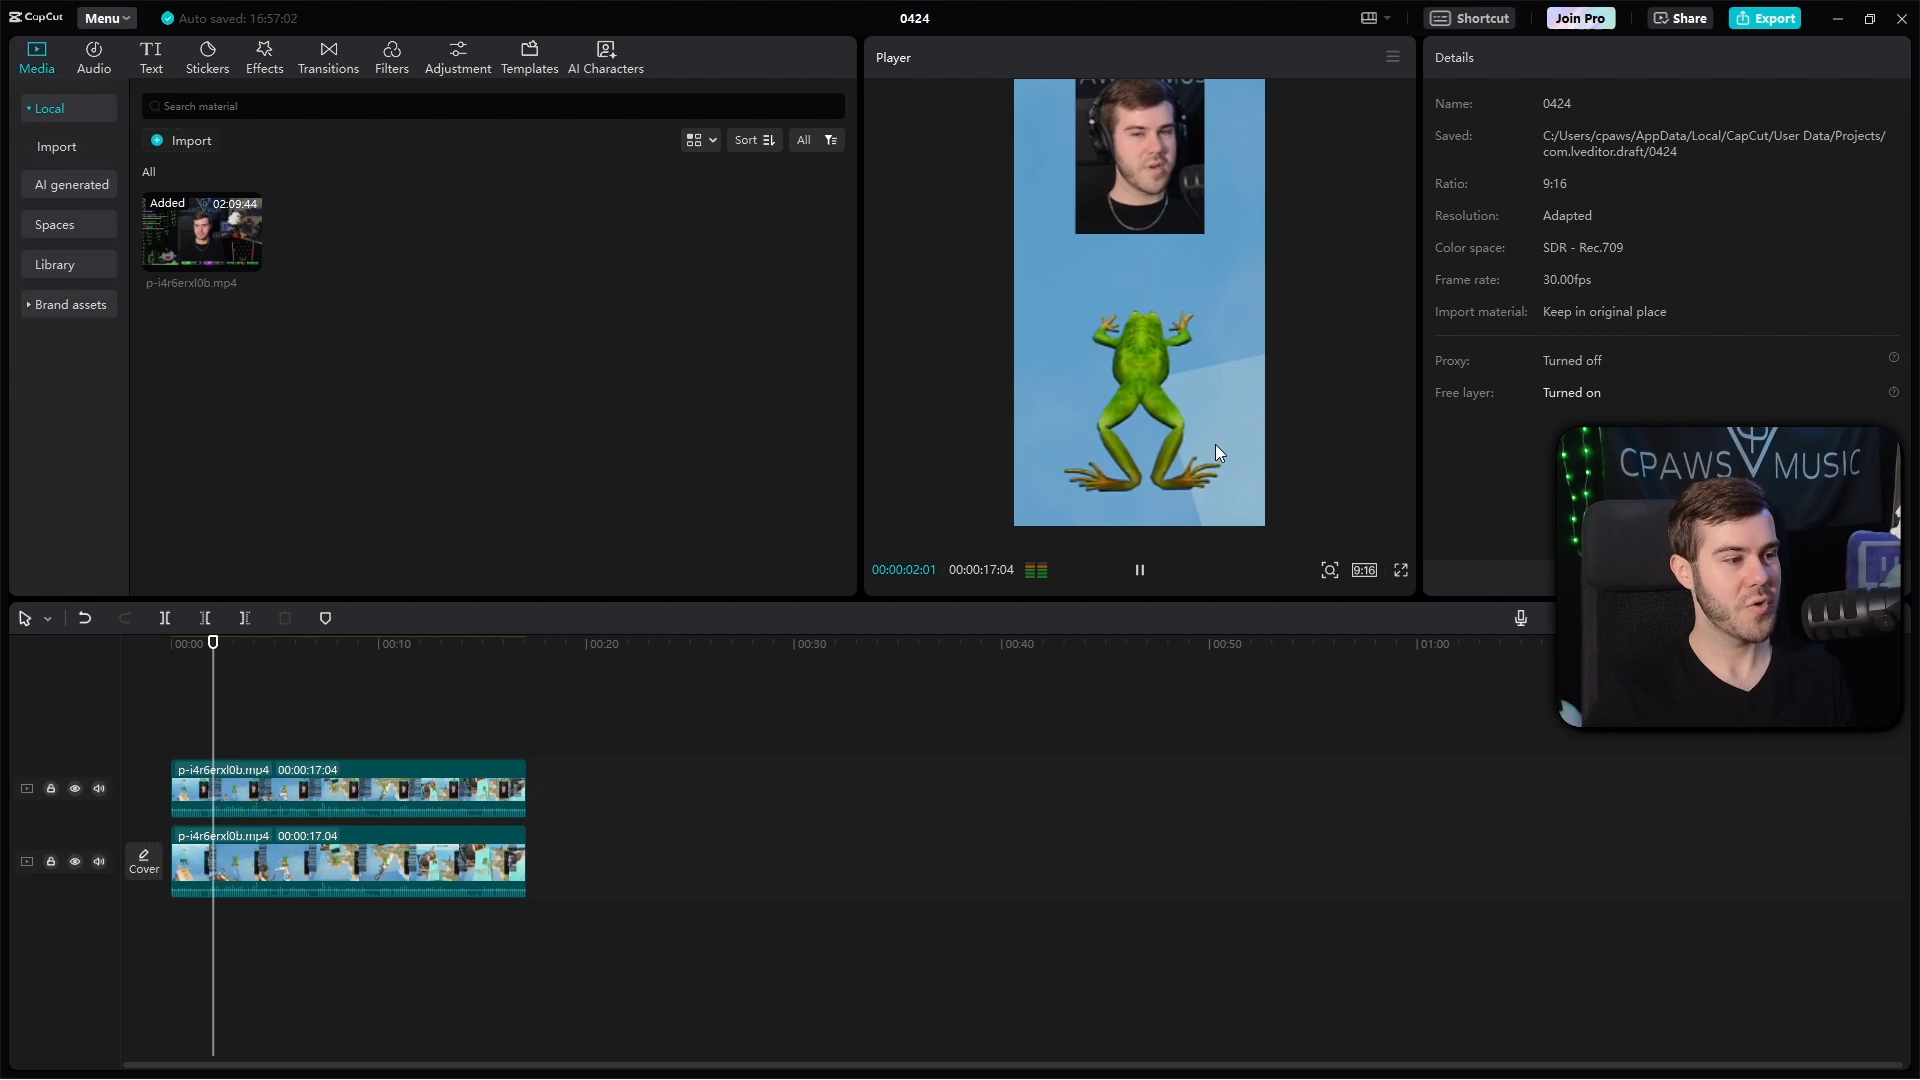 CapCut
Menu
Auto saved: 16:57:02
0424
Shortcut
Join Pro
Share
Export
Media
Audio
TI
Text
Stickers
Effects
Transitions
Filters
Adjustment
Templates
AI Characters
Player
Details
Local
Import
AI generated
Spaces
Library
Brand assets
Search material
Import
Sort
All
All
Added
02:09:44
p-i4r6erxl0b.mp4
00:00:02:01
00:00:17:04
9:16
Name:
0424
Saved:
C:/Users/cpaws/AppData/Local/CapCut/User Data/Projects/
com.lveditor.draft/0424
Ratio:
9:16
Resolution:
Adapted
Color space:
SDR - Rec.709
Frame rate:
30.00fps
Import material:
Keep in original place
Proxy:
Turned off
Free layer:
Turned on
CPAWS MUSIC
00:00
00:10
00:20
00:30
00:40
00:50
01:00
p-i4r6erxl0b.mp4 00:00:17:04
p-i4r6erxl0b.mp4 00:00:17:04
Cover